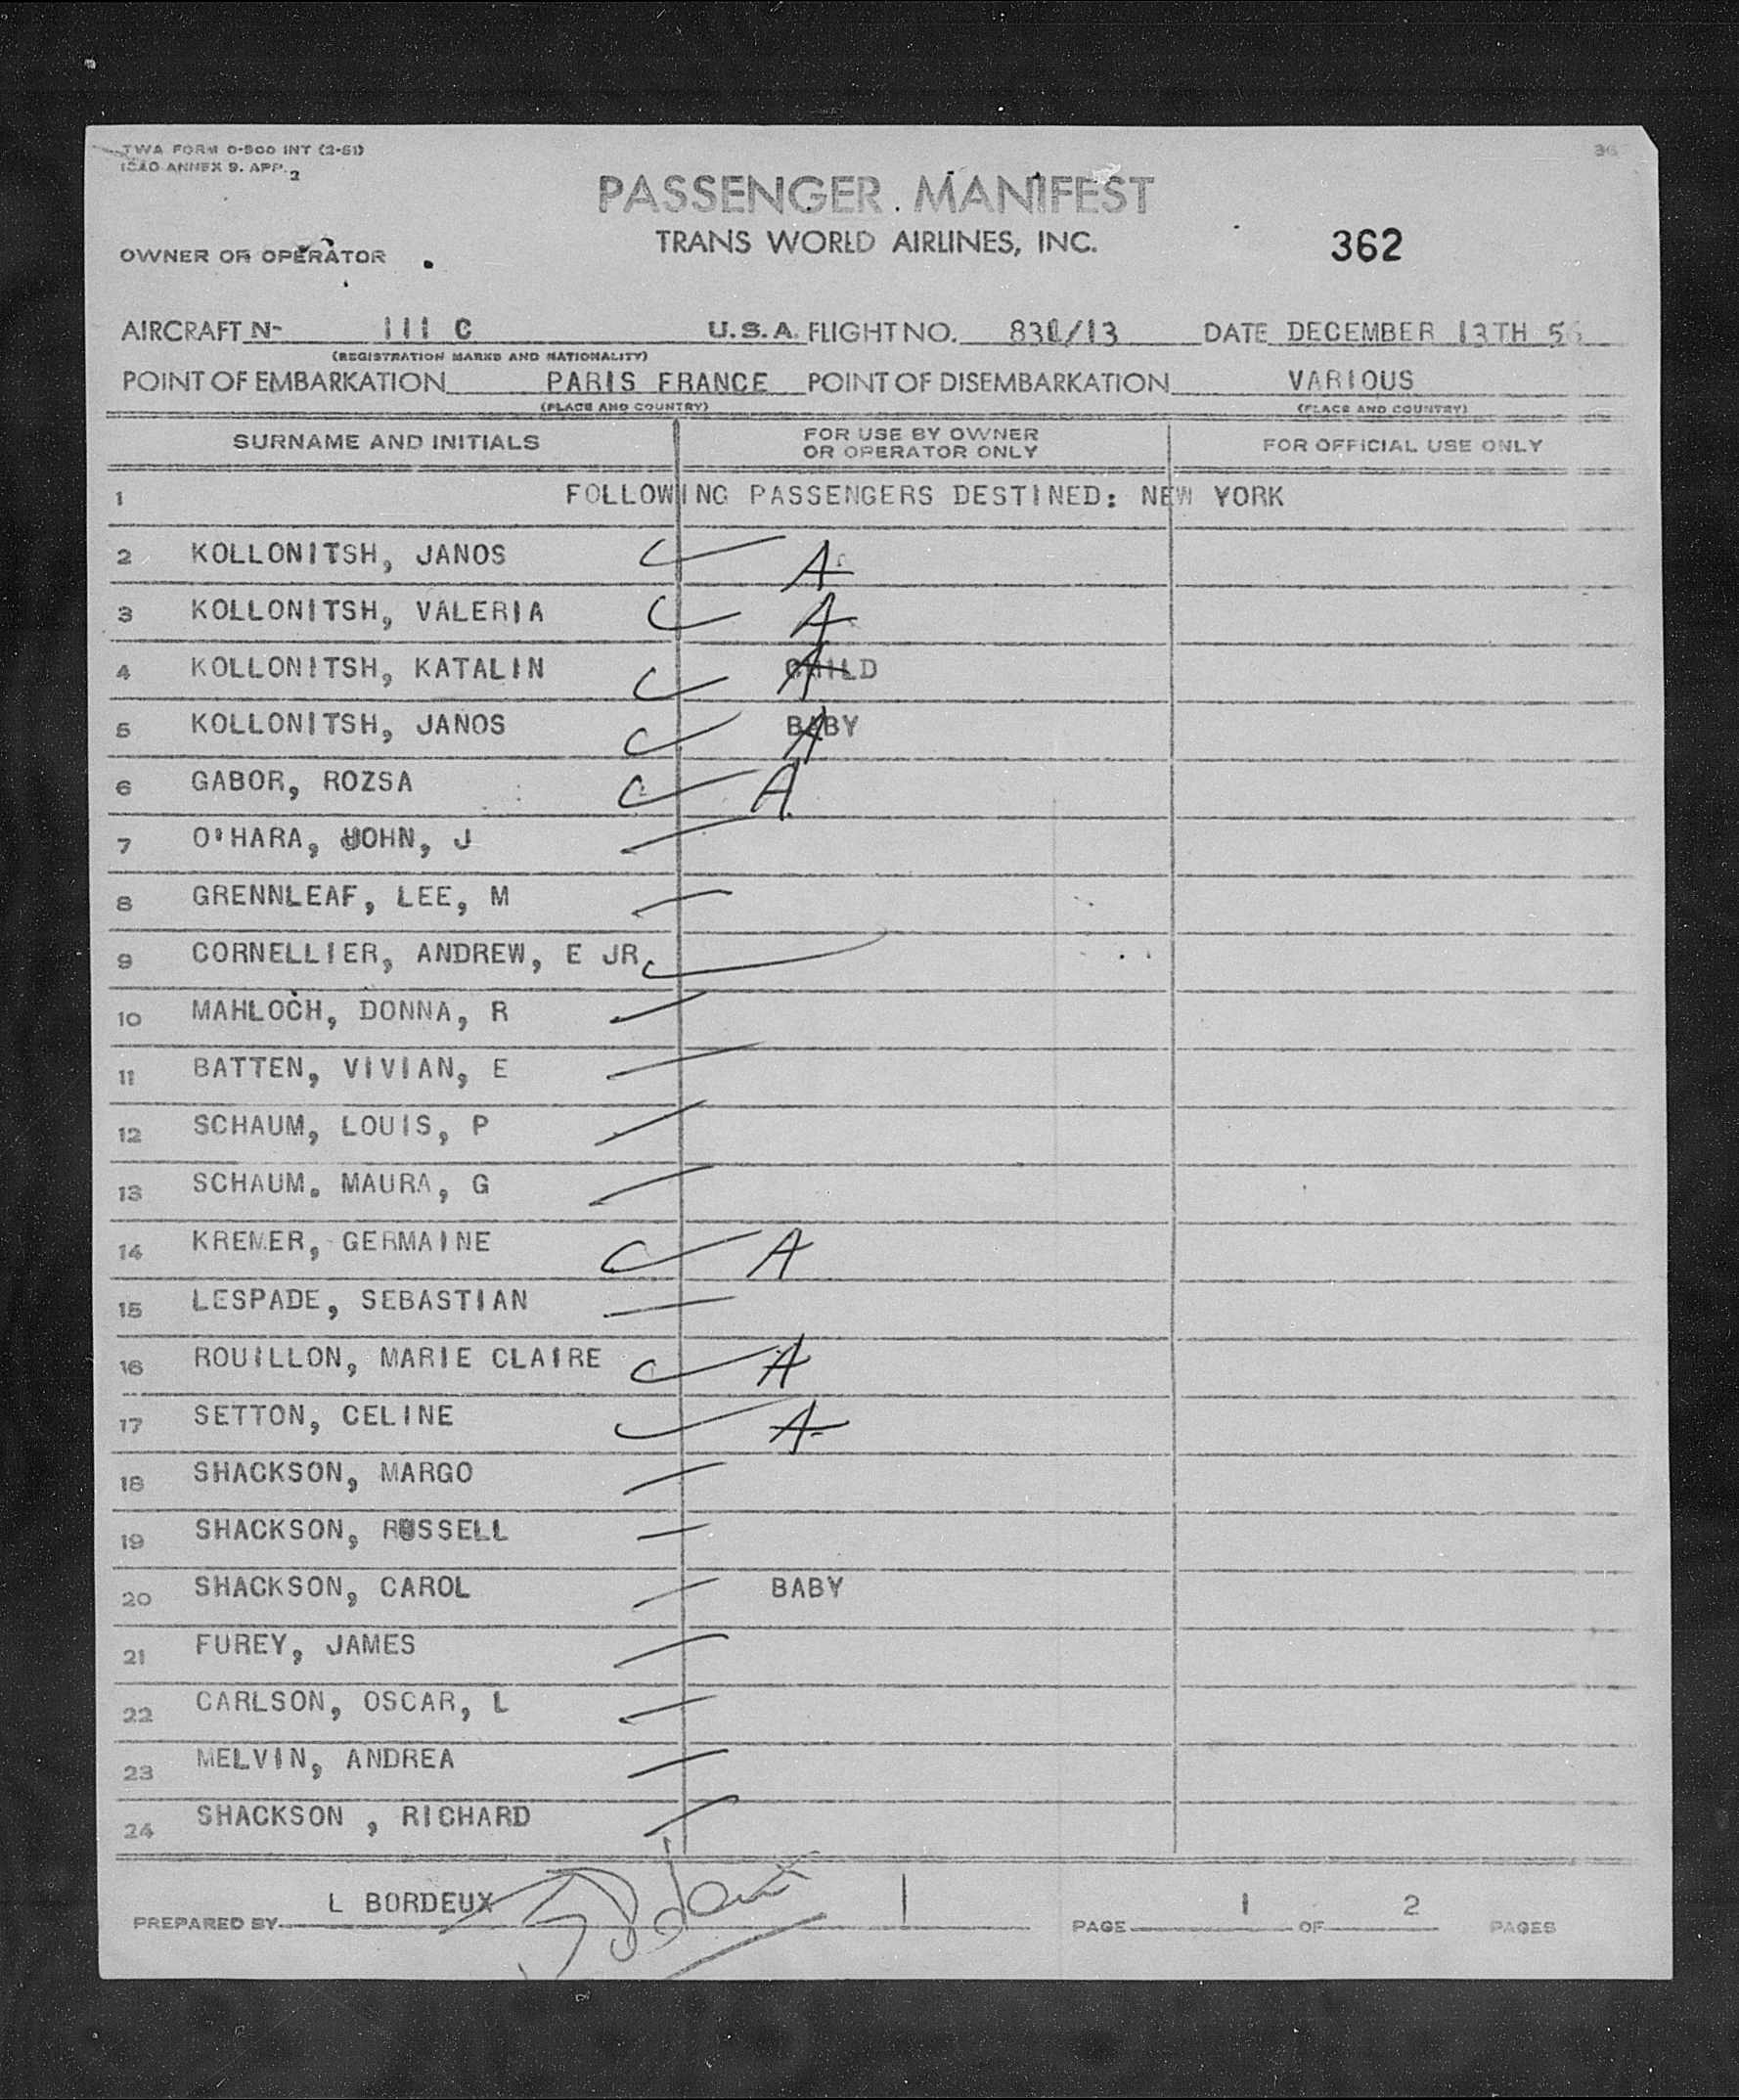 TWA FORM O-500 INT (2-51)
ICAO ANNEX 9. APP. 2
PASSENGER MANIFEST
TRANS WORLD AIRLINES, INC.
362
OWNER OR OPERATOR
AIRCRAFT N- 111 C U.S.A. FLIGHT NO. /13 DATE DECEMBER 13TH 56
(REGISTRATION MARKS AND NATIONALITY)
POINT OF EMBARKATION PARIS FRANCE POINT OF DISEMBARKATION VARIOUS
(PLACE AND COUNTRY) (PLACE AND COUNTRY)
SURNAME AND INITIALS FOR USE BY OWNER OR OPERATOR ONLY FOR OFFICIAL USE ONLY
1 FOLLOWING PASSENGERS DESTINED: NEW YORK
2 KOLLONITSH, JANOS A
3 KOLLONITSH, VALERIA A
4 KOLLONITSH, KATALIN CHILD A
5 KOLLONITSH, JANOS BABY A
6 GABOR, ROZSA A
7 O'HARA, JOHN, J
8 GRENNLEAF, LEE, M
9 CORNELLIER, ANDREW, E JR
10 MAHLOCH, DONNA, R
11 BATTEN, VIVIAN, E
12 SCHAUM, LOUIS, P
13 SCHAUM. MAURA, G
14 KREMER, GERMAINE A
15 LESPADE, SEBASTIAN
16 ROUILLON, MARIE CLAIRE A
17 SETTON, CELINE A
18 SHACKSON, MARGO
19 SHACKSON, RUSSELL
20 SHACKSON, CAROL BABY
21 FUREY, JAMES
22 CARLSON, OSCAR, L
23 MELVIN, ANDREA
24 SHACKSON , RICHARD
PREPARED BY L BORDEUX PAGE 1 OF 2 PAGES